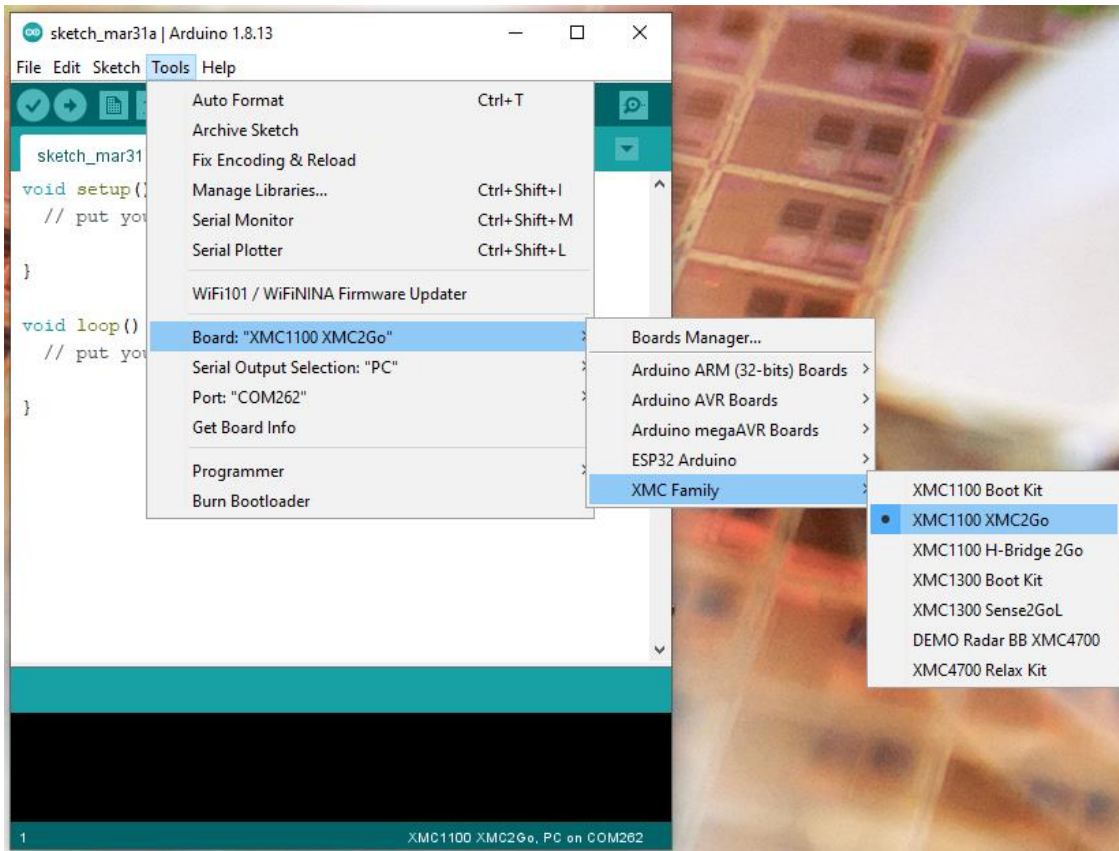 sketch_mar31a | Arduino 1.8.13
File Edit Sketch Tools Help
sketch_mar31
void setup()
// put you
}
void loop()
// put you
}
Auto Format Ctrl+T
Archive Sketch
Fix Encoding & Reload
Manage Libraries... Ctrl+Shift+I
Serial Monitor Ctrl+Shift+M
Serial Plotter Ctrl+Shift+L
WiFi101 / WiFiNINA Firmware Updater
Board: "XMC1100 XMC2Go"
Serial Output Selection: "PC"
Port: "COM262"
Get Board Info
Programmer
Burn Bootloader
Boards Manager...
Arduino ARM (32-bits) Boards
Arduino AVR Boards
Arduino megaAVR Boards
ESP32 Arduino
XMC Family
XMC1100 Boot Kit
XMC1100 XMC2Go
XMC1100 H-Bridge 2Go
XMC1300 Boot Kit
XMC1300 Sense2GoL
DEMO Radar BB XMC4700
XMC4700 Relax Kit
1 XMC1100 XMC2Go, PC on COM262